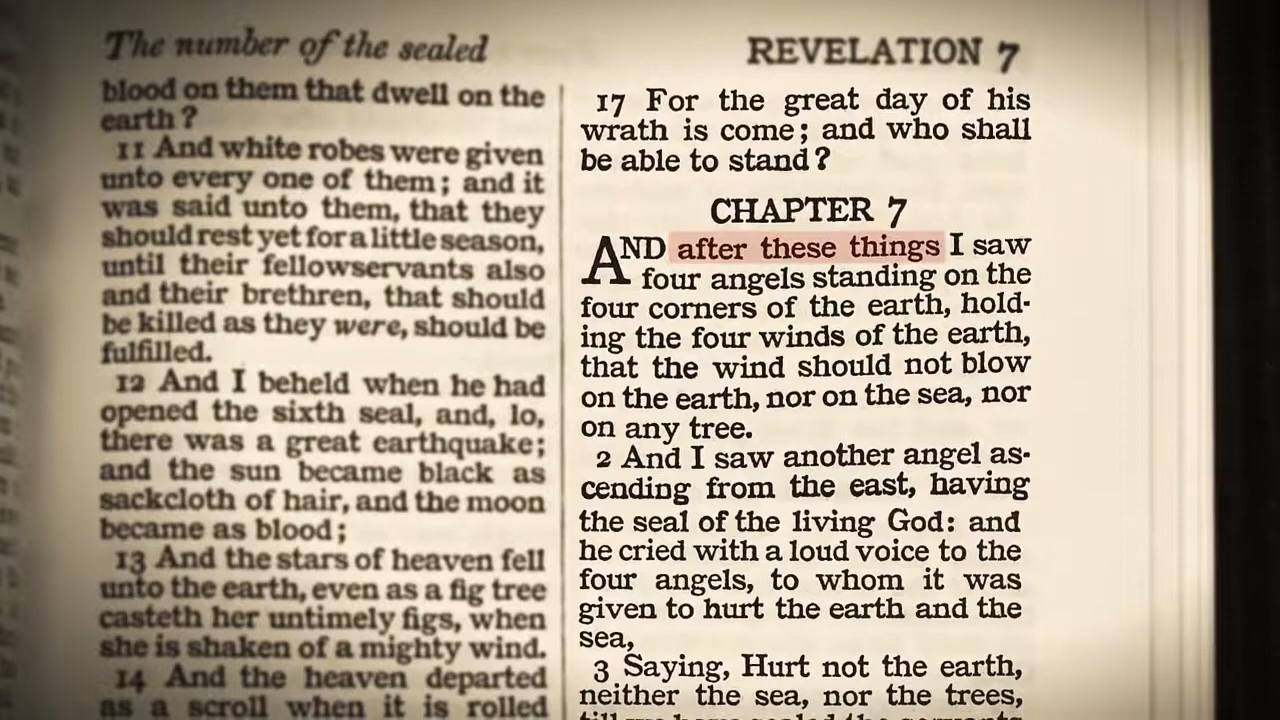 The number of the sealed
REVELATION 7
blood on them that dwell on the
earth?
11 And white robes were given
unto every one of them; and it
was said unto them, that they
should rest yet for a little season,
until their fellowservants also
and their brethren, that should
be killed as they were, should be
fulfilled.
12 And I beheld when he had
opened the sixth seal, and, lo,
there was a great earthquake;
and the sun became black as
sackcloth of hair, and the moon
became as blood;
13 And the stars of heaven fell
unto the earth, even as a fig tree
casteth her untimely figs, when
she is shaken of a mighty wind.
14 And the heaven departed
as a scroll when it is rolled
17 For the great day of his
wrath is come; and who shall
be able to stand?
CHAPTER 7
AND after these things I saw
four angels standing on the
four corners of the earth, hold-
ing the four winds of the earth,
that the wind should not blow
on the earth, nor on the sea, nor
on any tree.
2 And I saw another angel as-
cending from the east, having
the seal of the living God: and
he cried with a loud voice to the
four angels, to whom it was
given to hurt the earth and the
sea,
3 Saying, Hurt not the earth,
neither the sea, nor the trees,